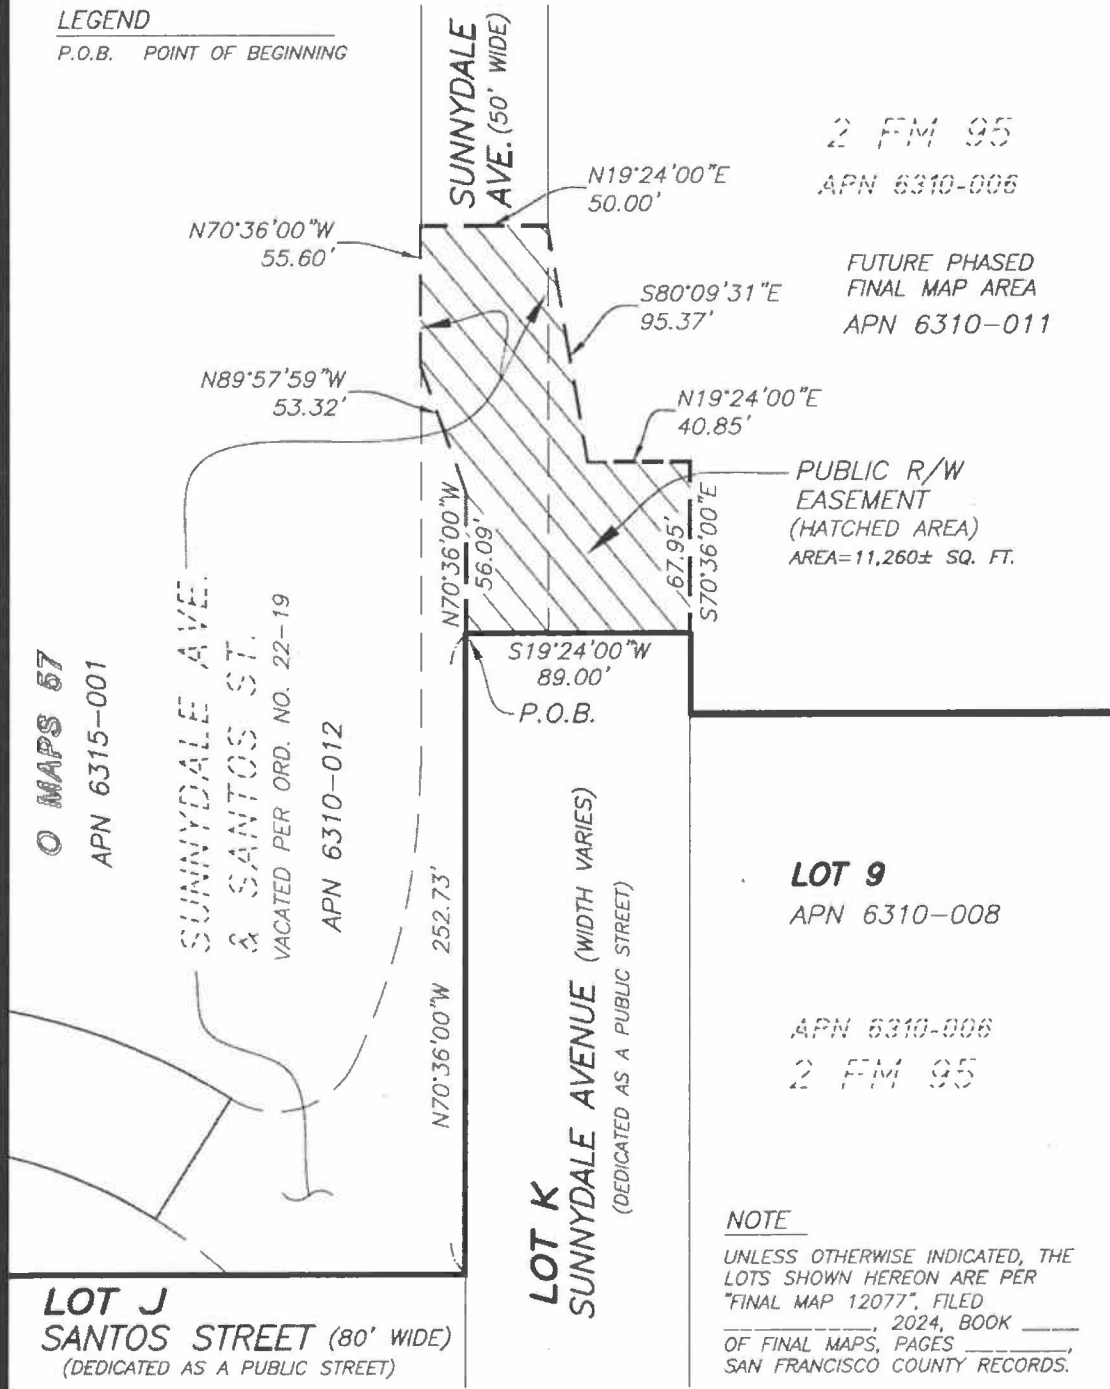 LEGEND
P.O.B. POINT OF BEGINNING
SUNNYDALE
AVE. (50' WIDE)
2 FM 95
APN 6310-006
N19°24'00"E
50.00'
N70°36'00"W
55.60'
FUTURE PHASED
FINAL MAP AREA
APN 6310-011
S80°09'31"E
95.37'
N89°57'59"W
53.32'
N19°24'00"E
40.85'
PUBLIC R/W
EASEMENT
(HATCHED AREA)
AREA=11,260± SQ. FT.
N70°36'00"W
56.09'
67.95'
S70°36'00"E
S19°24'00"W
89.00'
P.O.B.
O MAPS 57
APN 6315-001
SUNNYDALE AVE.
& SANTOS ST.
VACATED PER ORD. NO. 22-19
APN 6310-012
N70°36'00"W 252.73'
LOT K
SUNNYDALE AVENUE (WIDTH VARIES)
(DEDICATED AS A PUBLIC STREET)
LOT 9
APN 6310-008
APN 6310-006
2 FM 95
LOT J
SANTOS STREET (80' WIDE)
(DEDICATED AS A PUBLIC STREET)
NOTE
UNLESS OTHERWISE INDICATED, THE
LOTS SHOWN HEREON ARE PER
"FINAL MAP 12077", FILED
___________, 2024, BOOK _____
OF FINAL MAPS, PAGES _________,
SAN FRANCISCO COUNTY RECORDS.